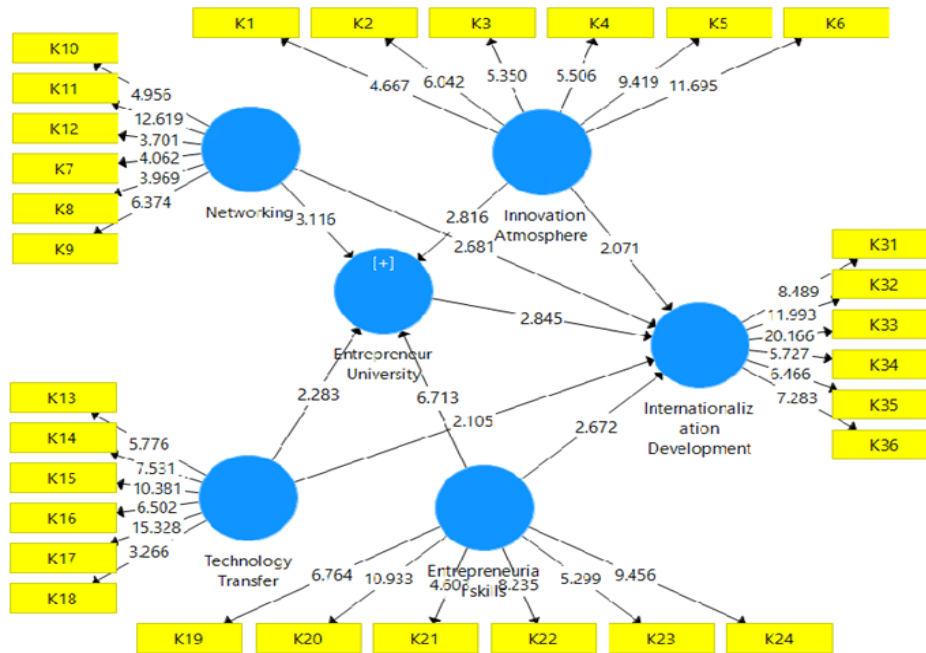 K1
K2
K3
K4
K5
K6
K10
K11
K12
K7
K8
K9
4.667
6.042
5.350
5.506
9.419
11.695
4.956
12.619
3.701
4.062
3.969
6.374
Networking
Innovation
Atmosphere
3.116
2.816
2.681
2.071
[+]
Entrepreneur
University
2.845
K31
K32
K33
K34
K35
K36
8.489
11.993
20.166
5.727
6.466
7.283
Internationaliz
ation
Development
2.283
6.713
2.105
2.672
K13
K14
K15
K16
K17
K18
5.776
7.531
10.381
6.502
15.328
3.266
Technology
Transfer
Entrepreneuria
l skills
6.764
10.933
8.235
5.299
9.456
K19
K20
K21
K22
K23
K24